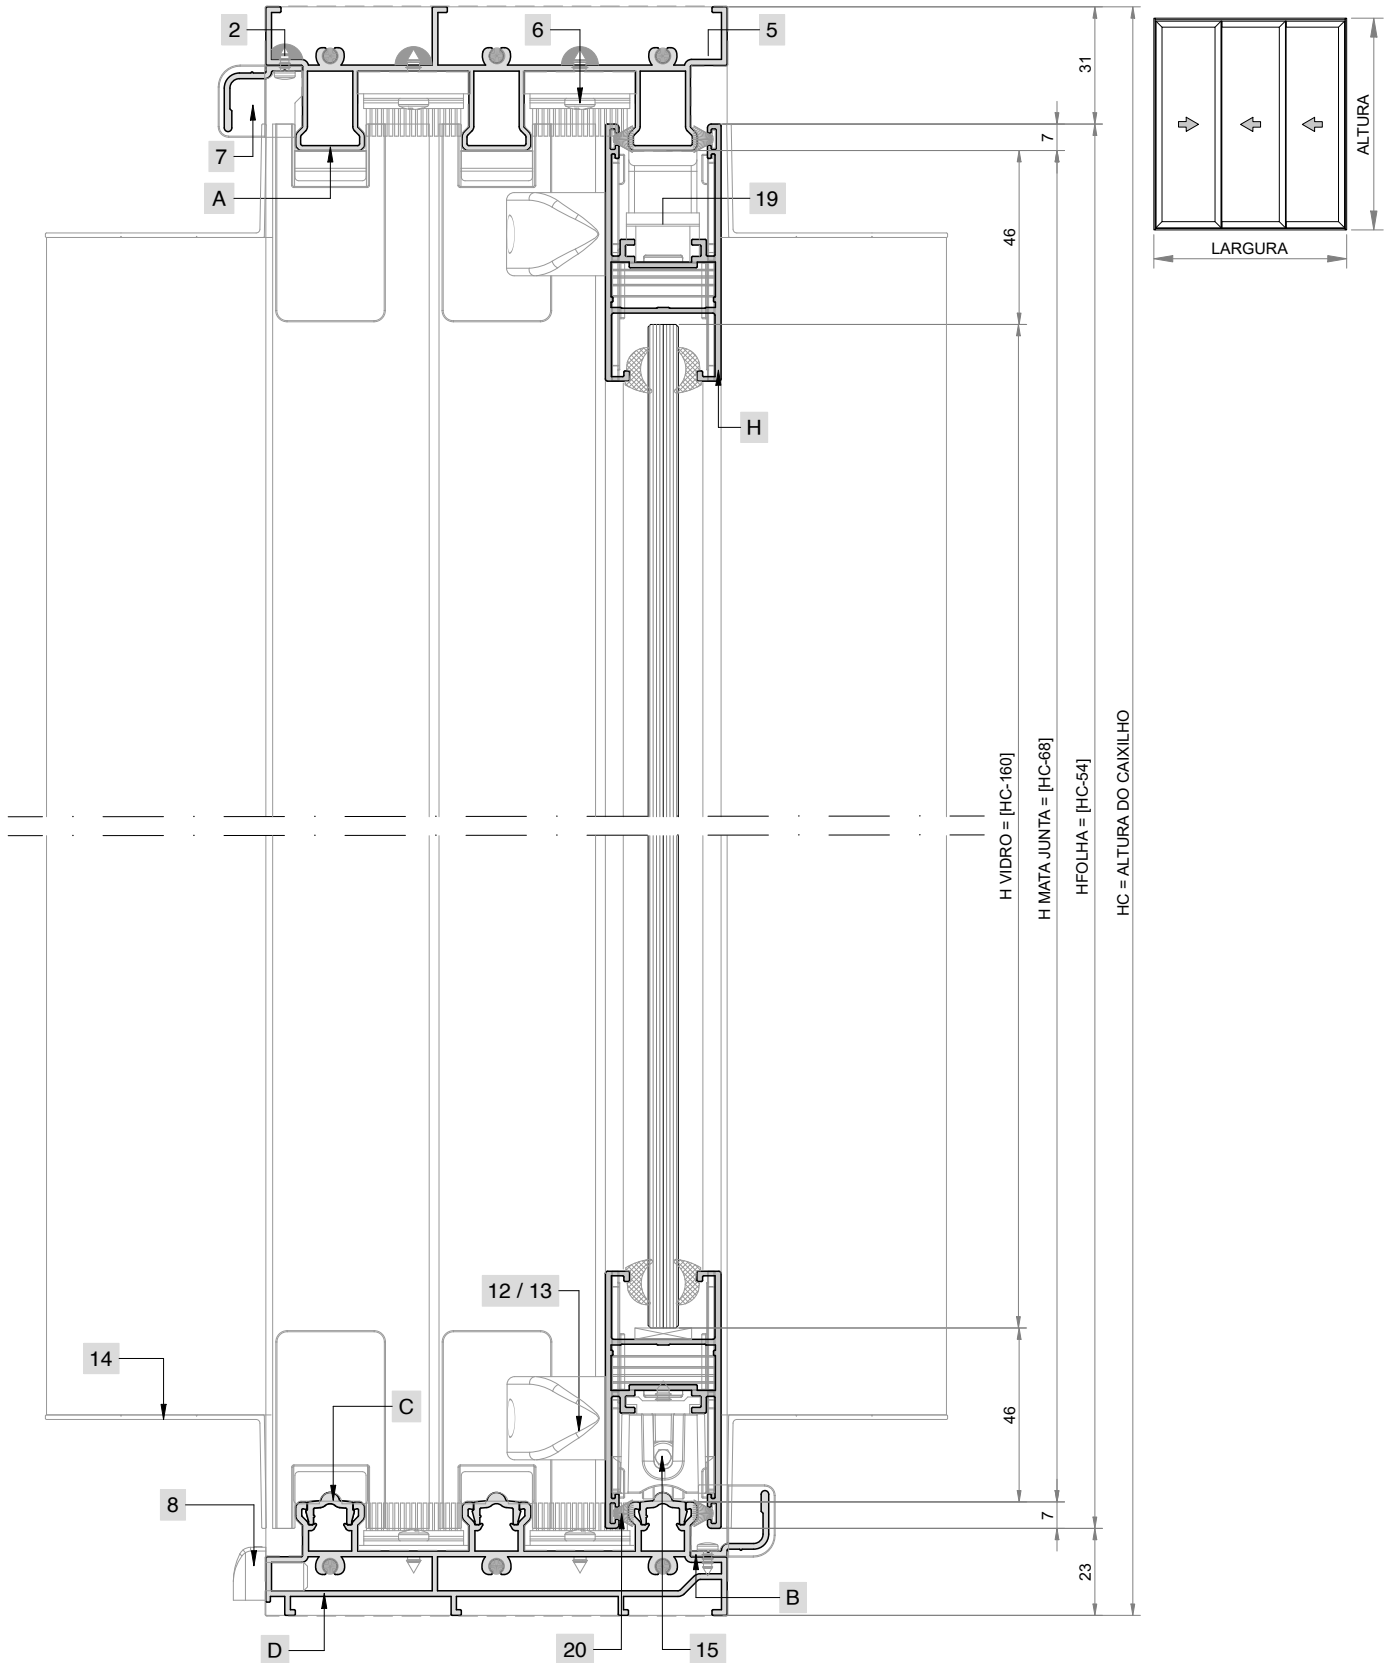 2
6
5
7
A
19
H
12 / 13
14
C
8
D
20
15
B
31
7
46
H VIDRO = [HC-160]
H MATA JUNTA = [HC-68]
HFOLHA = [HC-54]
HC = ALTURA DO CAIXILHO
46
7
23
ALTURA
LARGURA